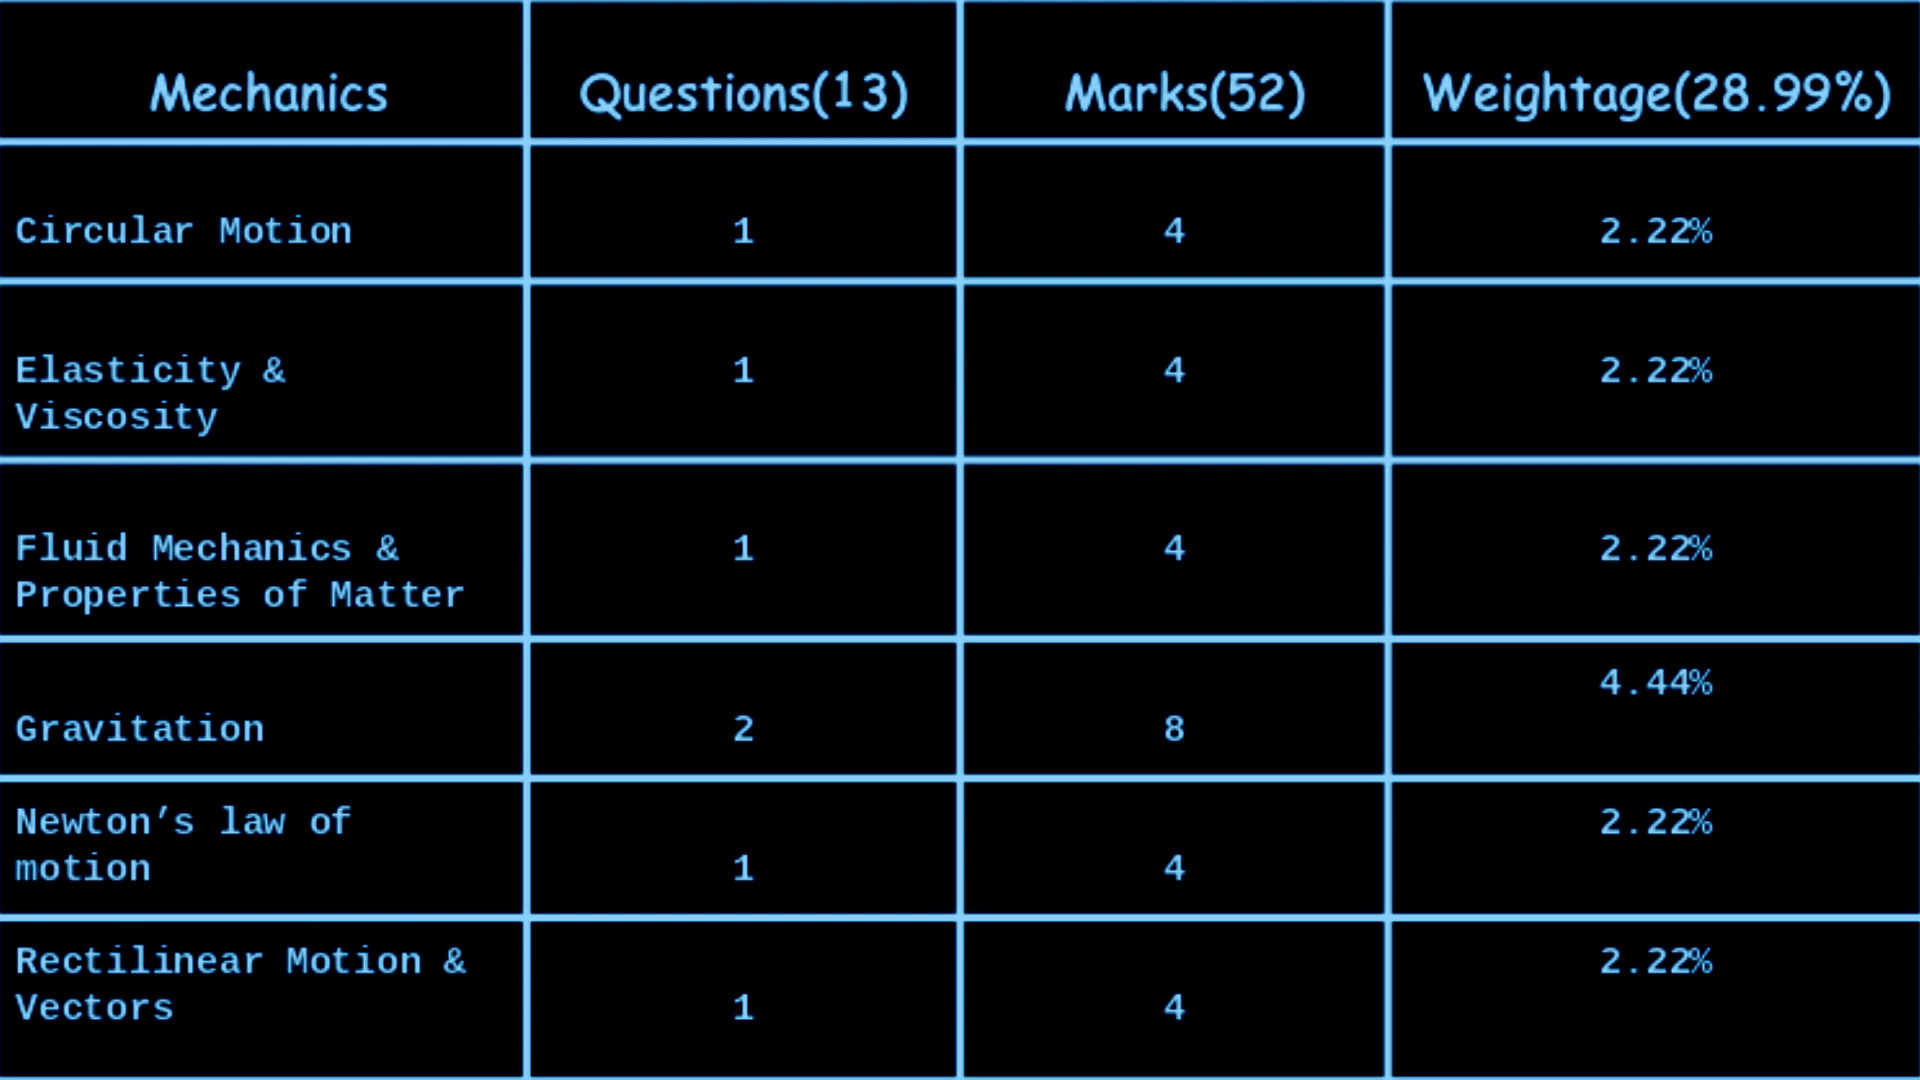 Mechanics Questions(13) Marks(52) Weightage(28.99%)
Circular Motion 1 4 2.22%
Elasticity & 1 4 2.22%
Viscosity
Fluid Mechanics & 1 4 2.22%
Properties of Matter
4.44%
Gravitation 2 8
Newton’s law of 2.22%
motion 1 4
Rectilinear Motion & 2.22%
Vectors 1 4